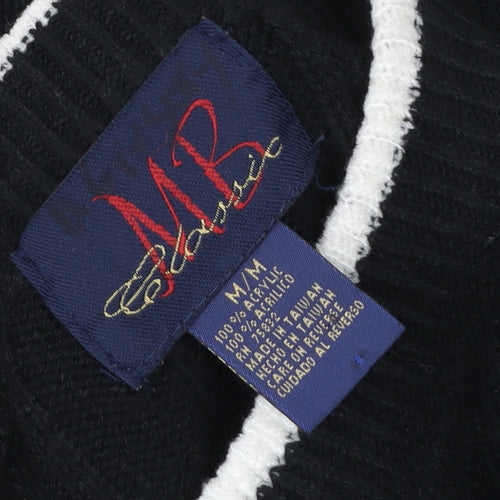 MB
Classic
M/M
100% ACRYLIC
100% ACRILICO
RN 75832
MADE IN TAIWAN
HECHO EN TAIWAN
CARE ON REVERSE
CUIDADO AL REVERSO